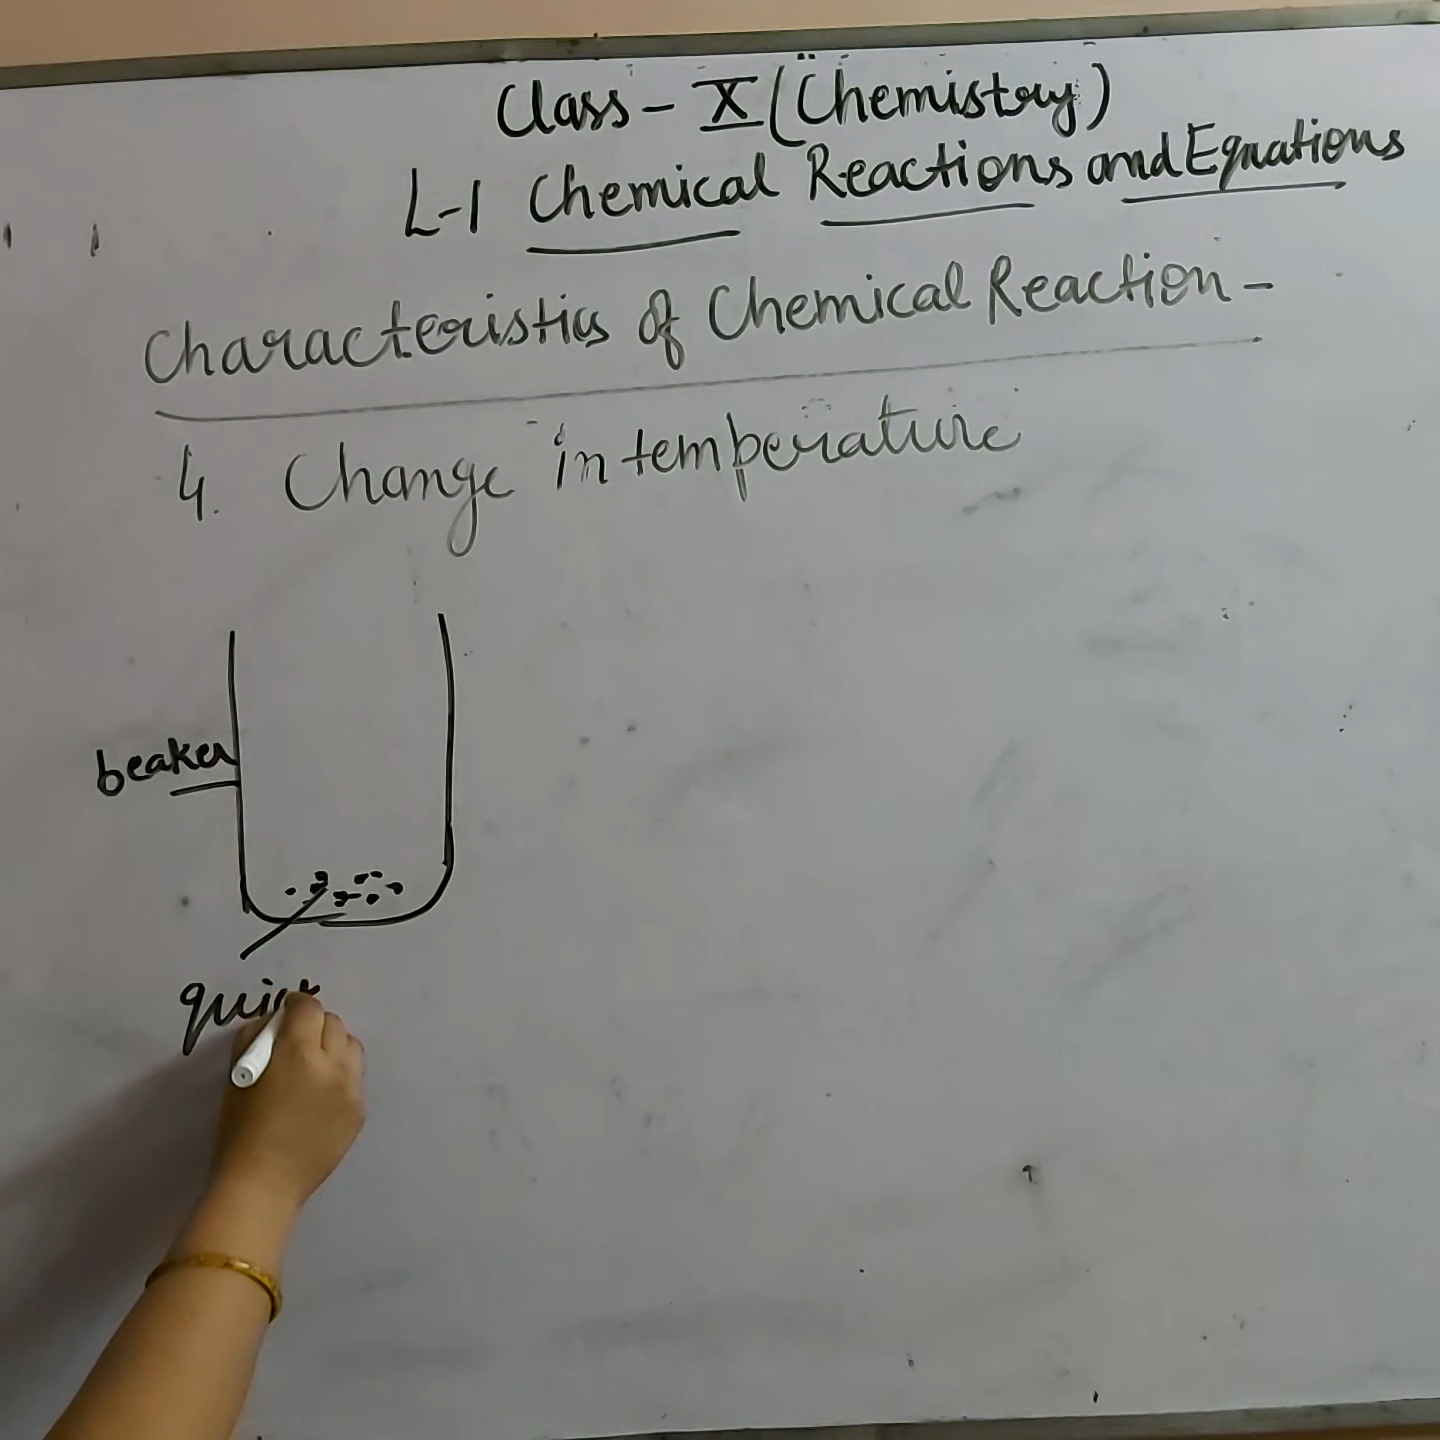 Class - X (Chemistry)
L-1 Chemical Reactions and Equations
Characteristics of Chemical Reaction -
4. Change in temperature
beaker